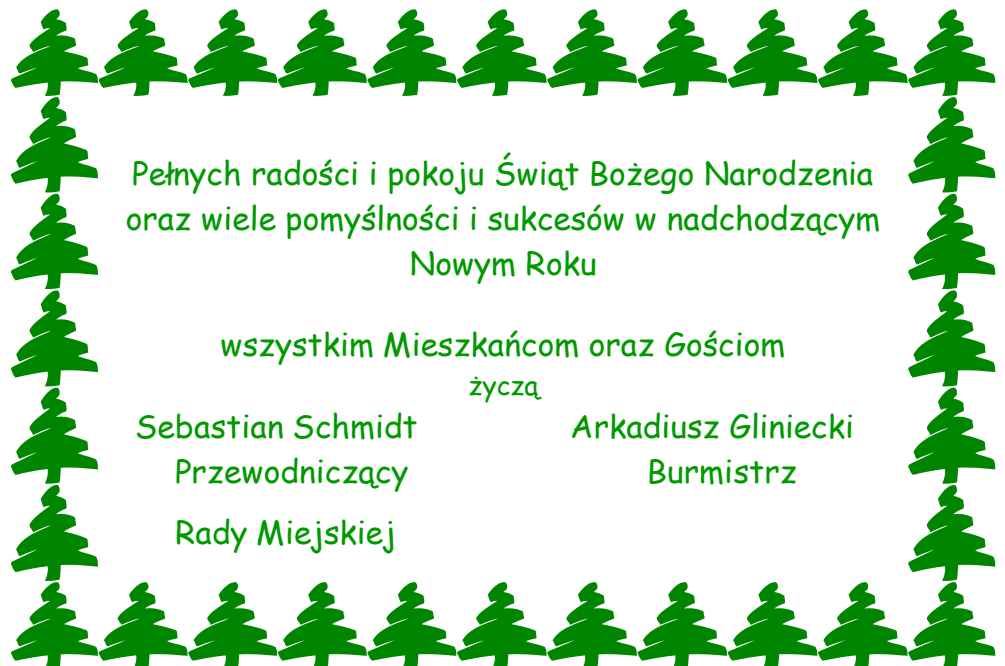 Pełnych radości i pokoju Świąt Bożego Narodzenia
oraz wiele pomyślności i sukcesów w nadchodzącym
Nowym Roku
wszystkim Mieszkańcom oraz Gościom
życzą
Sebastian Schmidt Arkadiusz Gliniecki
Przewodniczący Burmistrz
Rady Miejskiej